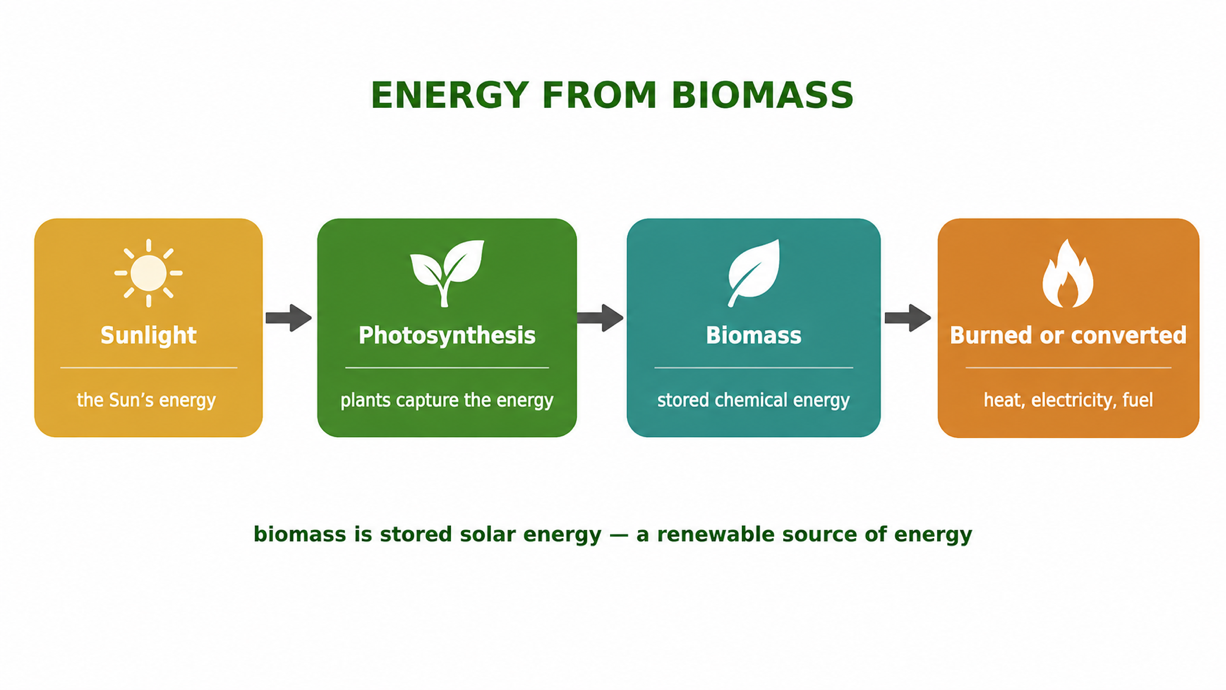 ENERGY FROM BIOMASS
Sunlight
the Sun’s energy
Photosynthesis
plants capture the energy
Biomass
stored chemical energy
Burned or converted
heat, electricity, fuel
biomass is stored solar energy — a renewable source of energy